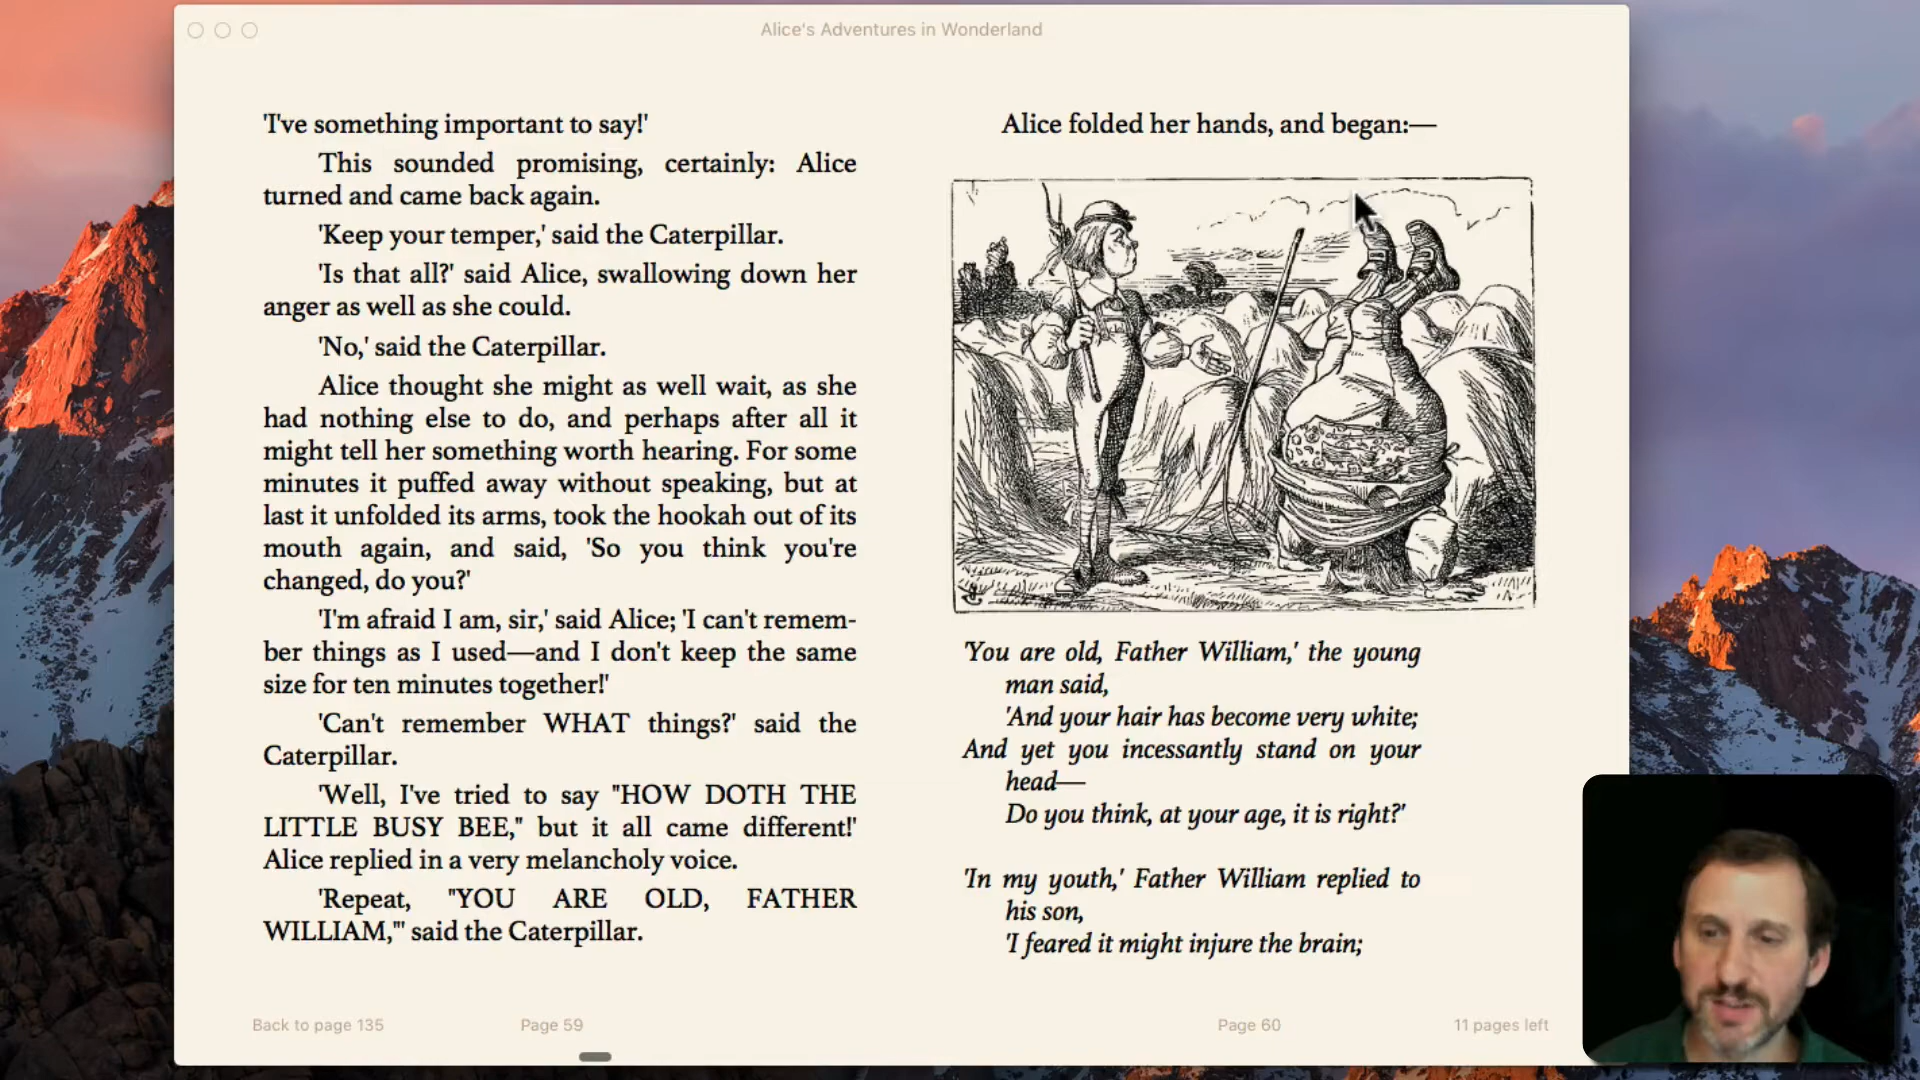 Alice's Adventures in Wonderland
'I've something important to say!'
This sounded promising, certainly: Alice
turned and came back again.
'Keep your temper,' said the Caterpillar.
'Is that all?' said Alice, swallowing down her
anger as well as she could.
'No,' said the Caterpillar.
Alice thought she might as well wait, as she
had nothing else to do, and perhaps after all it
might tell her something worth hearing. For some
minutes it puffed away without speaking, but at
last it unfolded its arms, took the hookah out of its
mouth again, and said, 'So you think you're
changed, do you?'
'I'm afraid I am, sir,' said Alice; 'I can't remem-
ber things as I used—and I don't keep the same
size for ten minutes together!'
'Can't remember WHAT things?' said the
Caterpillar.
'Well, I've tried to say "HOW DOTH THE
LITTLE BUSY BEE," but it all came different!'
Alice replied in a very melancholy voice.
'Repeat, "YOU ARE OLD, FATHER
WILLIAM,"' said the Caterpillar.
Alice folded her hands, and began:—
'You are old, Father William,' the young
man said,
'And your hair has become very white;
And yet you incessantly stand on your
head—
Do you think, at your age, it is right?'
'In my youth,' Father William replied to
his son,
'I feared it might injure the brain;
Back to page 135
Page 59
Page 60
11 pages left